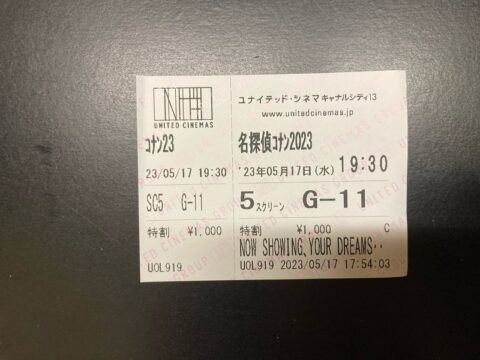 UNITED CINEMAS
コナン23
23/05/17 19:30
SC5 G-11
特割 ¥1,000
UOL919
ユナイテッド・シネマ キャナルシティ13
www.unitedcinemas.jp
名探偵コナン2023
'23年05月17日(水) 19:30
5スクリーン G-11
特割 ¥1,000 C
NOW SHOWING、YOUR DREAMS・・
UOL919 2023/05/17 17:54:03